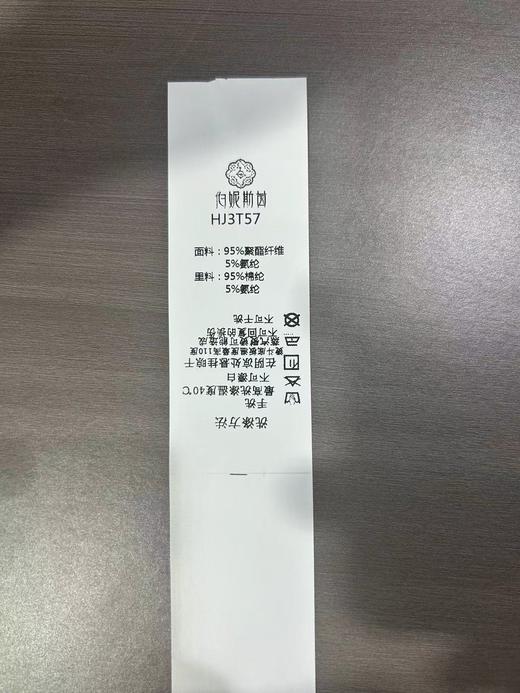 伯妮斯茵
HJ3T57
面料：95%聚酯纤维
5%氨纶
里料：95%棉纶
5%氨纶
洗涤方法
手洗
最高洗涤温度40℃
不可漂白
在阴凉处悬挂晾干
熨斗底板温度最高110度
蒸汽熨烫可能造成
不可回复的损伤
不可干洗